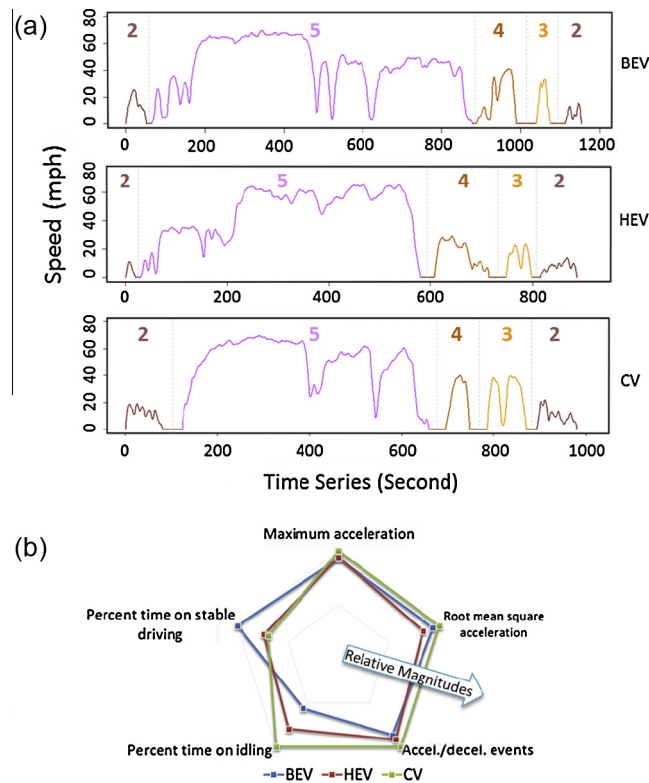 (a)
2 5 4 3 2
80
60
40
20
0
BEV
0 200 400 600 800 1000 1200
2 5 4 3 2
80
60
40
20
0
HEV
0 200 400 600 800
2 5 4 3 2
80
60
40
20
0
CV
0 200 400 600 800 1000
Speed (mph)
Time Series (Second)
(b)
Maximum acceleration
Percent time on stable
driving
Root mean square
acceleration
Relative Magnitudes
Percent time on idling
Accel./decel. events
BEV HEV CV